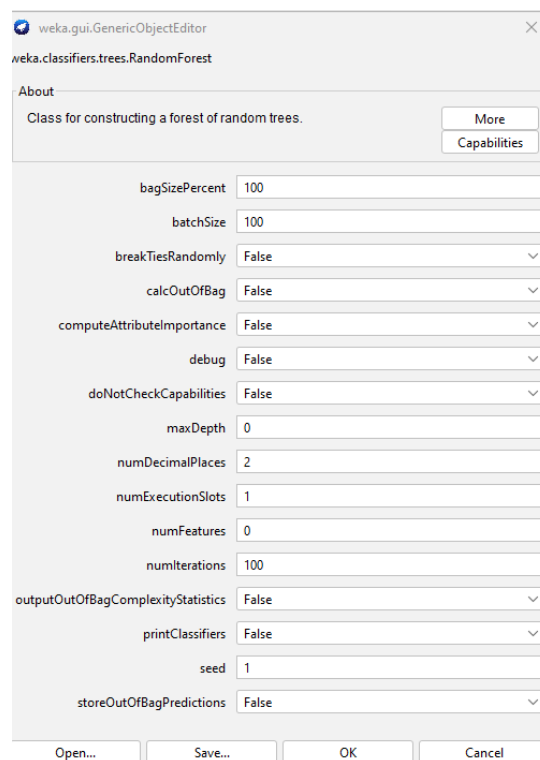 weka.gui.GenericObjectEditor
weka.classifiers.trees.RandomForest
About
Class for constructing a forest of random trees.
More
Capabilities
bagSizePercent 100
batchSize 100
breakTiesRandomly False
calcOutOfBag False
computeAttributeImportance False
debug False
doNotCheckCapabilities False
maxDepth 0
numDecimalPlaces 2
numExecutionSlots 1
numFeatures 0
numIterations 100
outputOutOfBagComplexityStatistics False
printClassifiers False
seed 1
storeOutOfBagPredictions False
Open... Save... OK Cancel